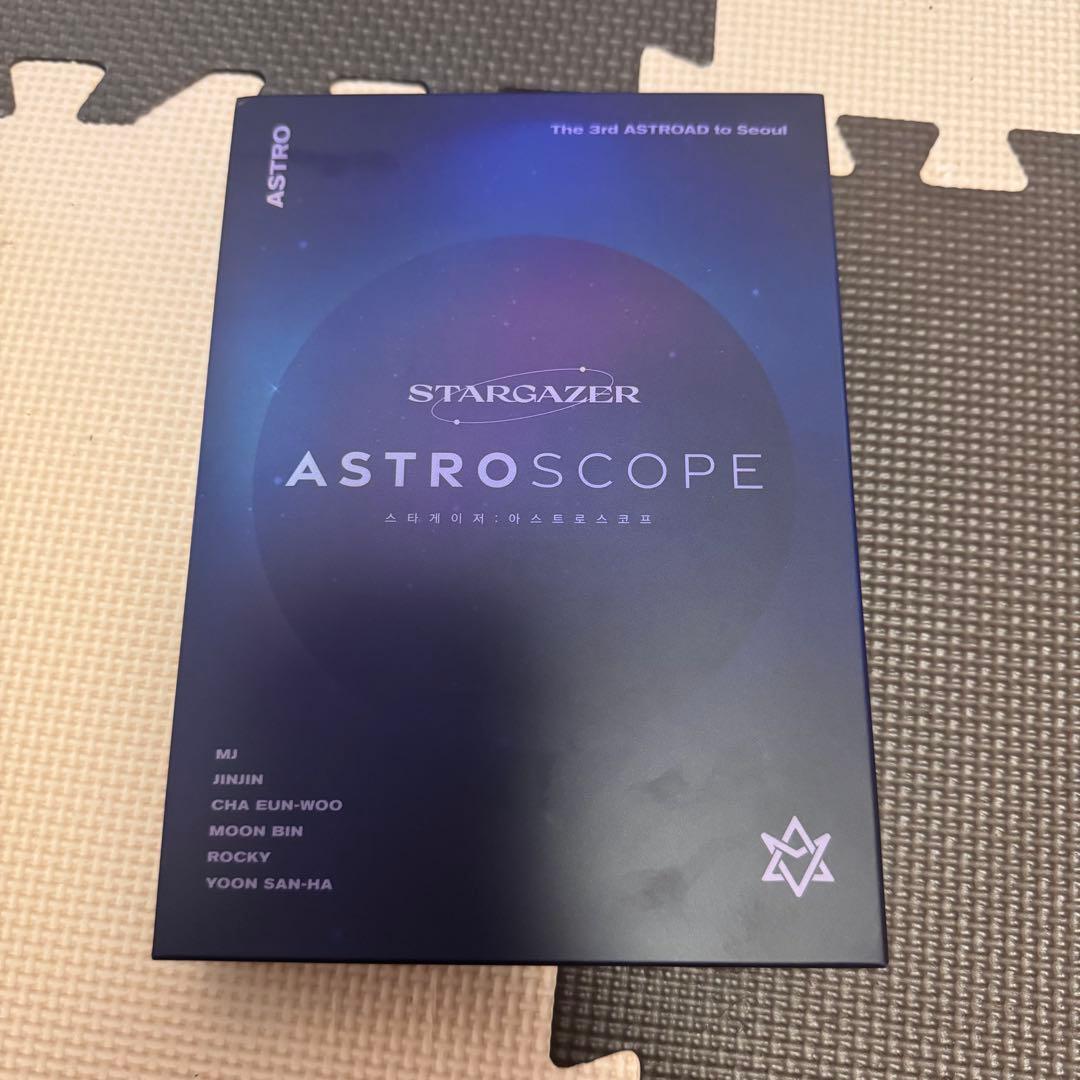 ASTRO
The 3rd ASTROAD to Seoul
STARGAZER
ASTROSCOPE
스타게이저:아스트로스코프
MJ
JINJIN
CHA EUN-WOO
MOON BIN
ROCKY
YOON SAN-HA